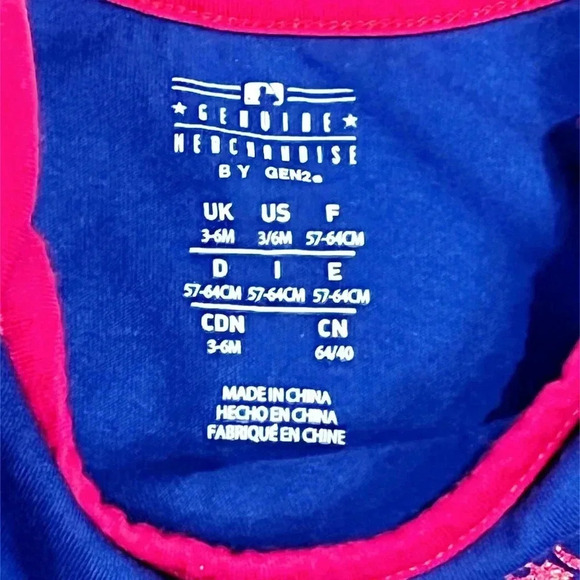 GENUINE
MERCHANDISE
BY GEN2
UK US F
3-6M 3/6M 57-64CM
D I E
57-64CM 57-64CM 57-64CM
CDN CN
3-6M 64/40
MADE IN CHINA
HECHO EN CHINA
FABRIQUÉ EN CHINE